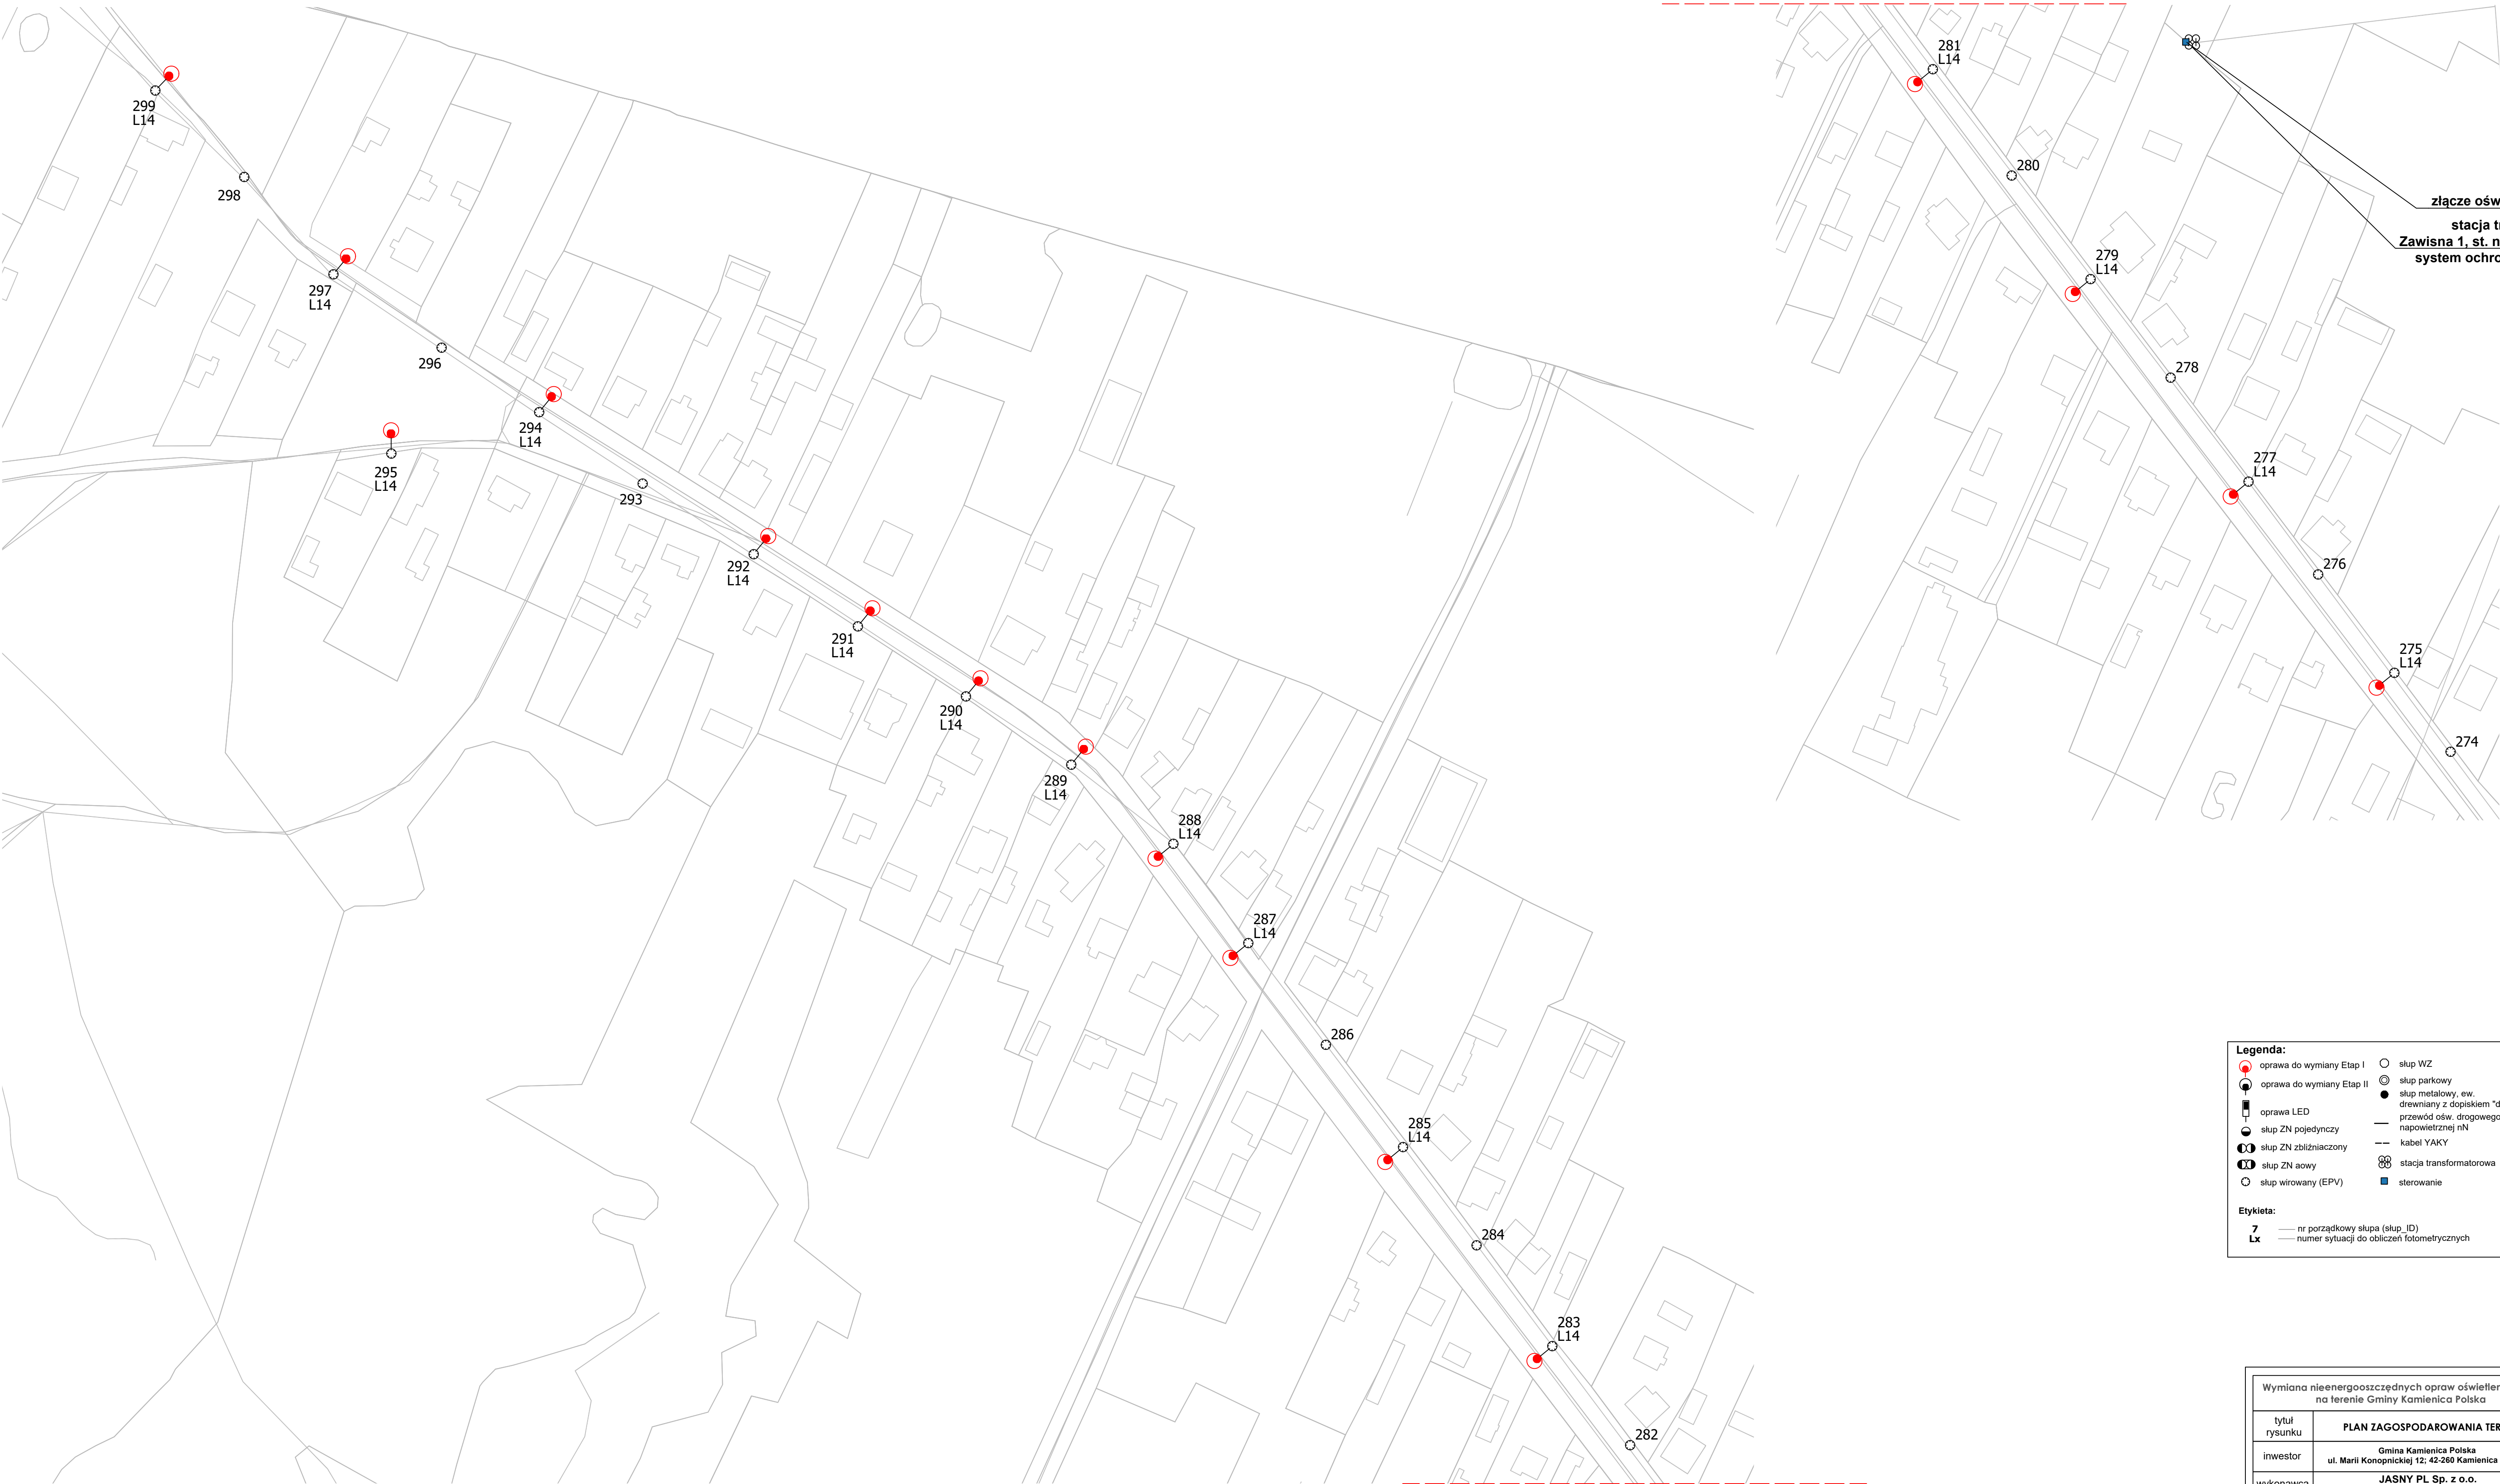 299
L14
298
297
L14
296
294
L14
295
L14
293
292
L14
291
L14
290
L14
289
L14
288
L14
287
L14
286
285
L14
284
283
L14
282
281
L14
280
279
L14
278
277
L14
276
275
L14
274
złącze ośw
stacja
Zawisna 1, st.
system
Legenda:
oprawa do wymiany Etap I
oprawa do wymiany Etap II
oprawa LED
słup ZN pojedynczy
słup ZN zbliźniaczony
słup ZN aowy
słup wirowany (EPV)
słup WZ
słup parkowy
słup metalowy, ew.
drewniany z dopiskiem "d
przewód ośw. drogowego
napowietrznej nN
kabel YAKY
stacja transformatorowa
sterowanie
Etykieta:
7 nr porządkowy słupa (słup_ID)
Lx numer sytuacji do obliczeń fotometrycznych
Wymiana nieenergooszczędnych opraw
na terenie Gminy Kamienica Polska
tytuł
rysunku
PLAN ZAGOSPODAROWANIA TER
inwestor
Gmina Kamienica Polska
ul. Marii Konopnickiej 12; 42-260 Kamienica
wykonawca
JASNY PL Sp. z o.o.